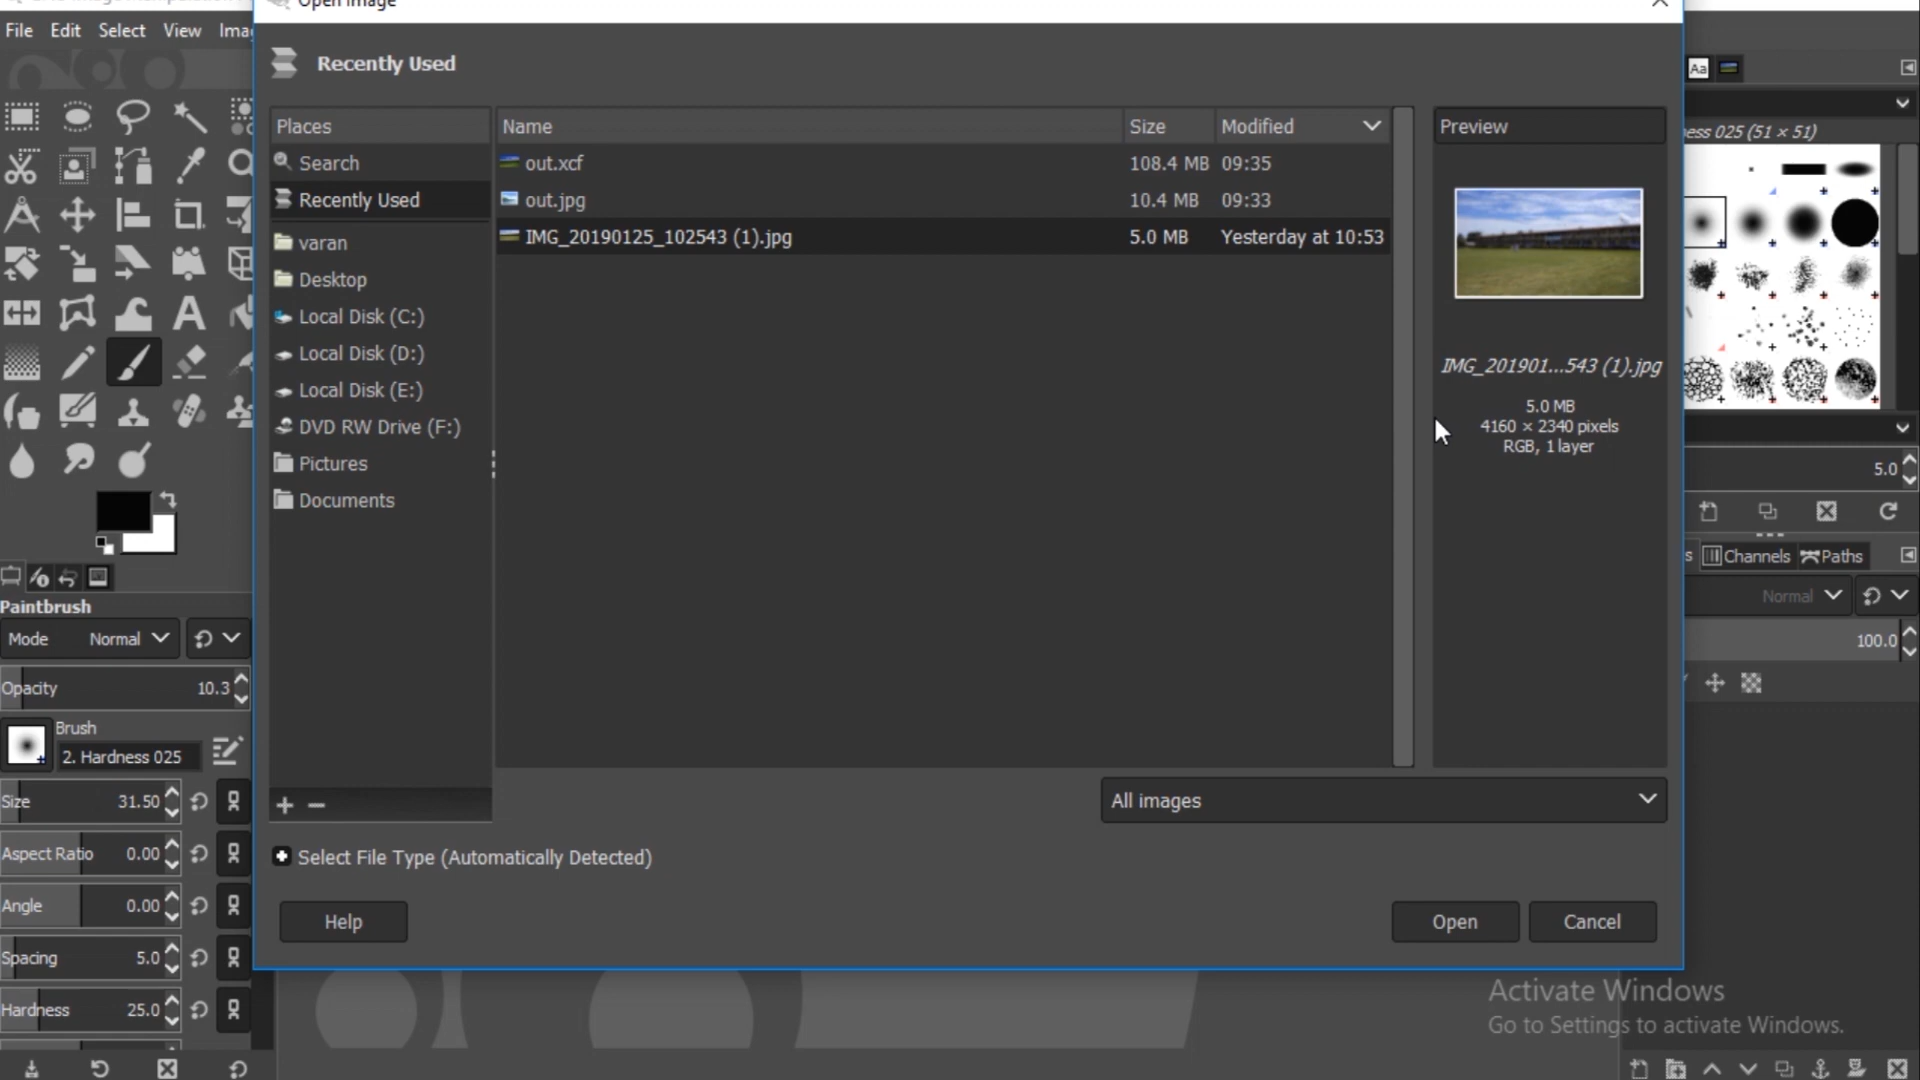 Open Image
File Edit Select View
Recently Used
Places
Search
Recently Used
varan
Desktop
Local Disk (C:)
Local Disk (D:)
Local Disk (E:)
DVD RW Drive (F:)
Pictures
Documents
Name Size Modified
out.xcf 108.4 MB 09:35
out.jpg 10.4 MB 09:33
IMG_20190125_102543 (1).jpg 5.0 MB Yesterday at 10:53
Preview
IMG_201901...543 (1).jpg
5.0 MB
4160 × 2340 pixels
RGB, 1 layer
All images
Select File Type (Automatically Detected)
Help
Open
Cancel
Paintbrush
Mode Normal
Opacity 10.3
Brush
2. Hardness 025
Size 31.50
Aspect Ratio 0.00
Angle 0.00
Spacing 5.0
Hardness 25.0
Aa
ness 025 (51 × 51)
5.0
Channels Paths
Normal
100.0
Activate Windows
Go to Settings to activate Windows.